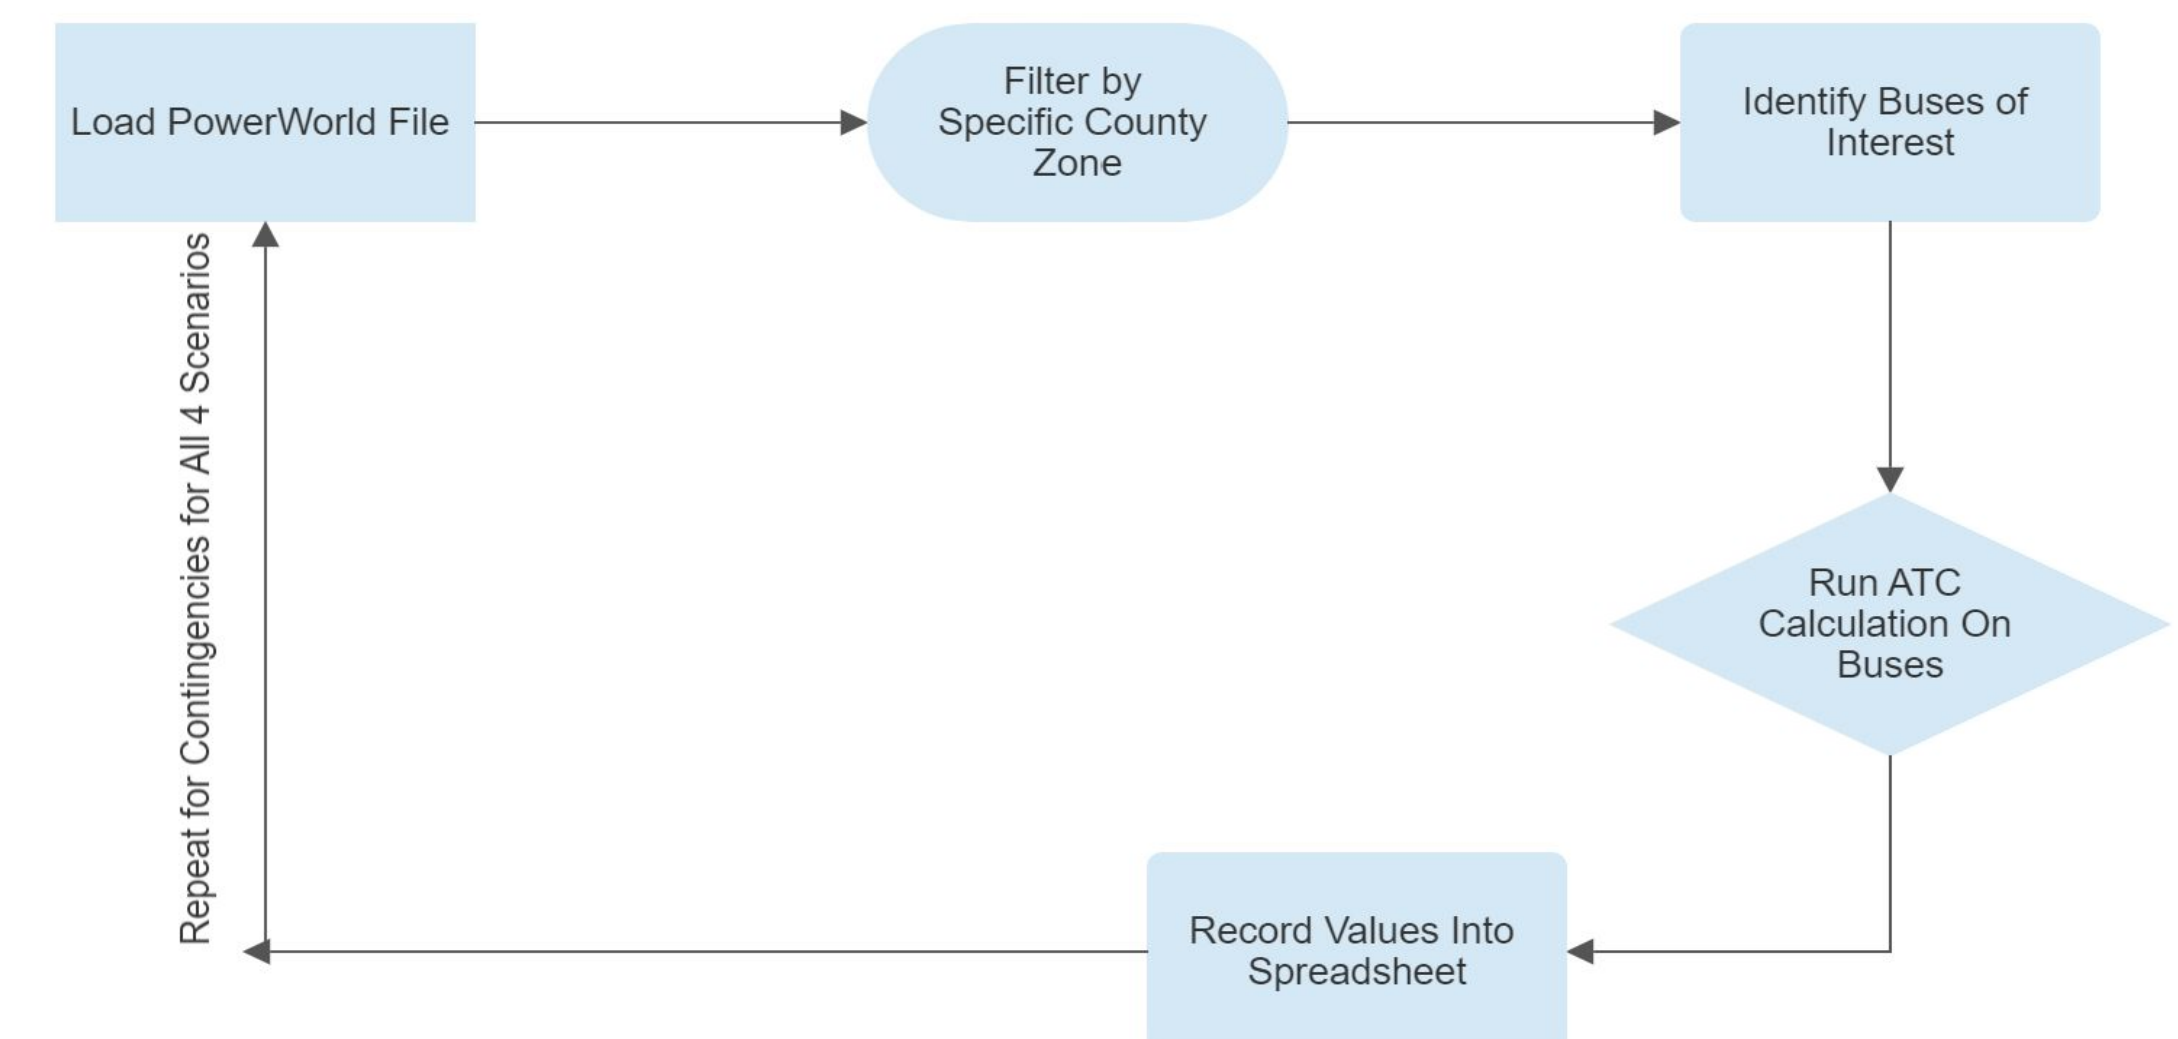 Load PowerWorld File
Filter by
Specific County
Zone
Identify Buses of
Interest
Run ATC
Calculation On
Buses
Record Values Into
Spreadsheet
Repeat for Contingencies for All 4 Scenarios